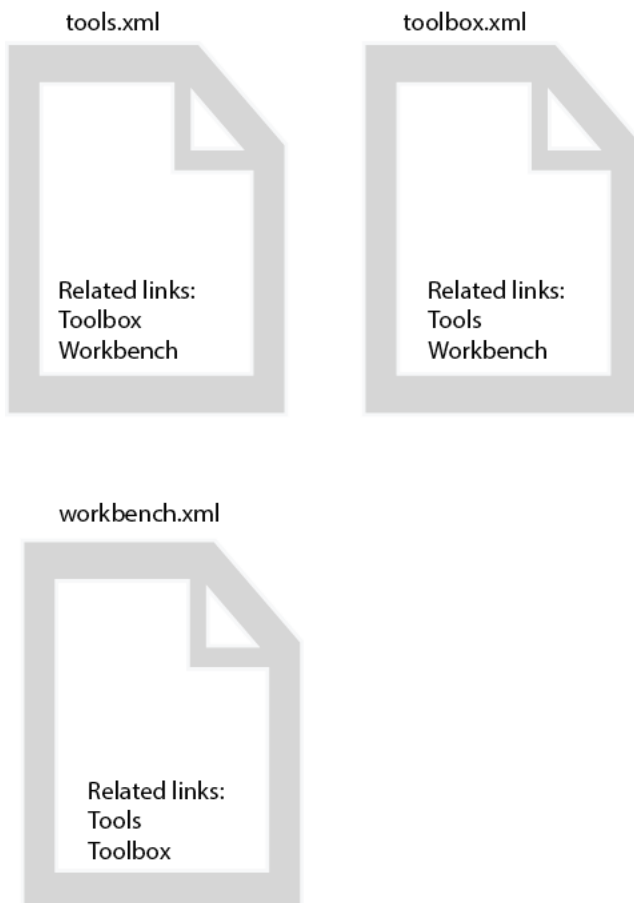 tools.xml
Related links:
Toolbox
Workbench
toolbox.xml
Related links:
Tools
Workbench
workbench.xml
Related links:
Tools
Toolbox